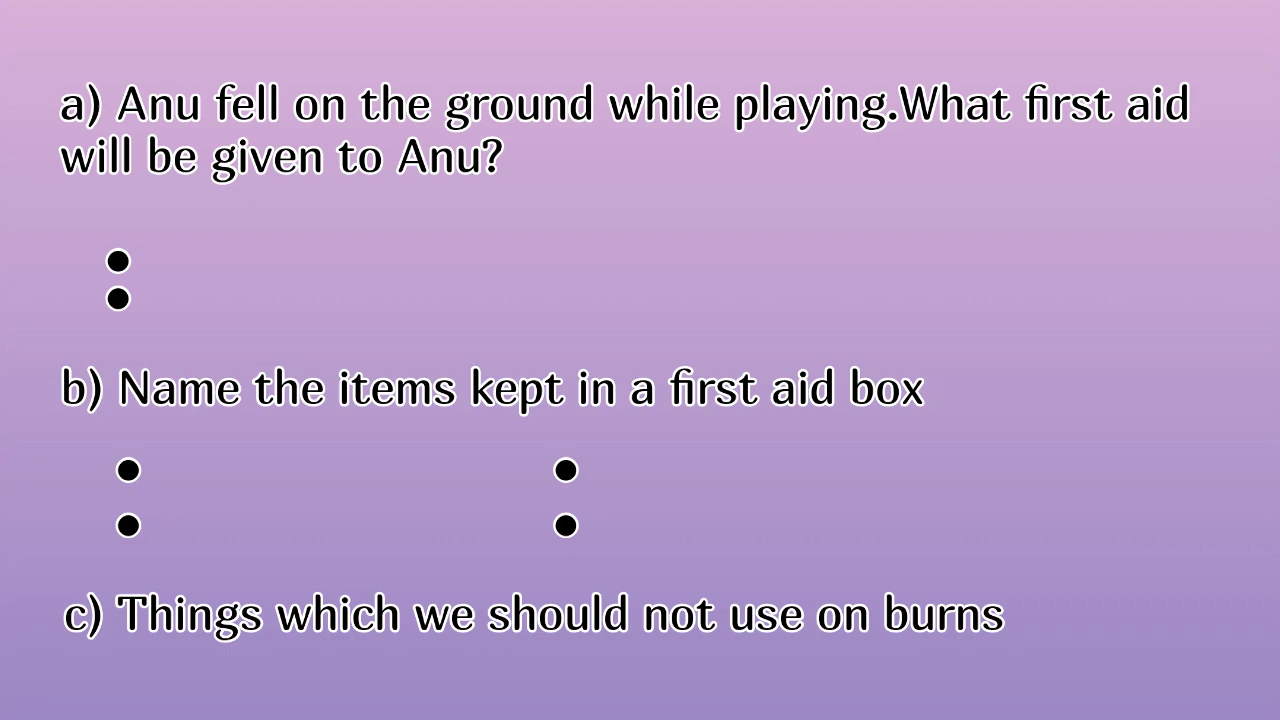 a) Anu fell on the ground while playing.What first aid
will be given to Anu?
•
•
b) Name the items kept in a first aid box
• •
• •
c) Things which we should not use on burns